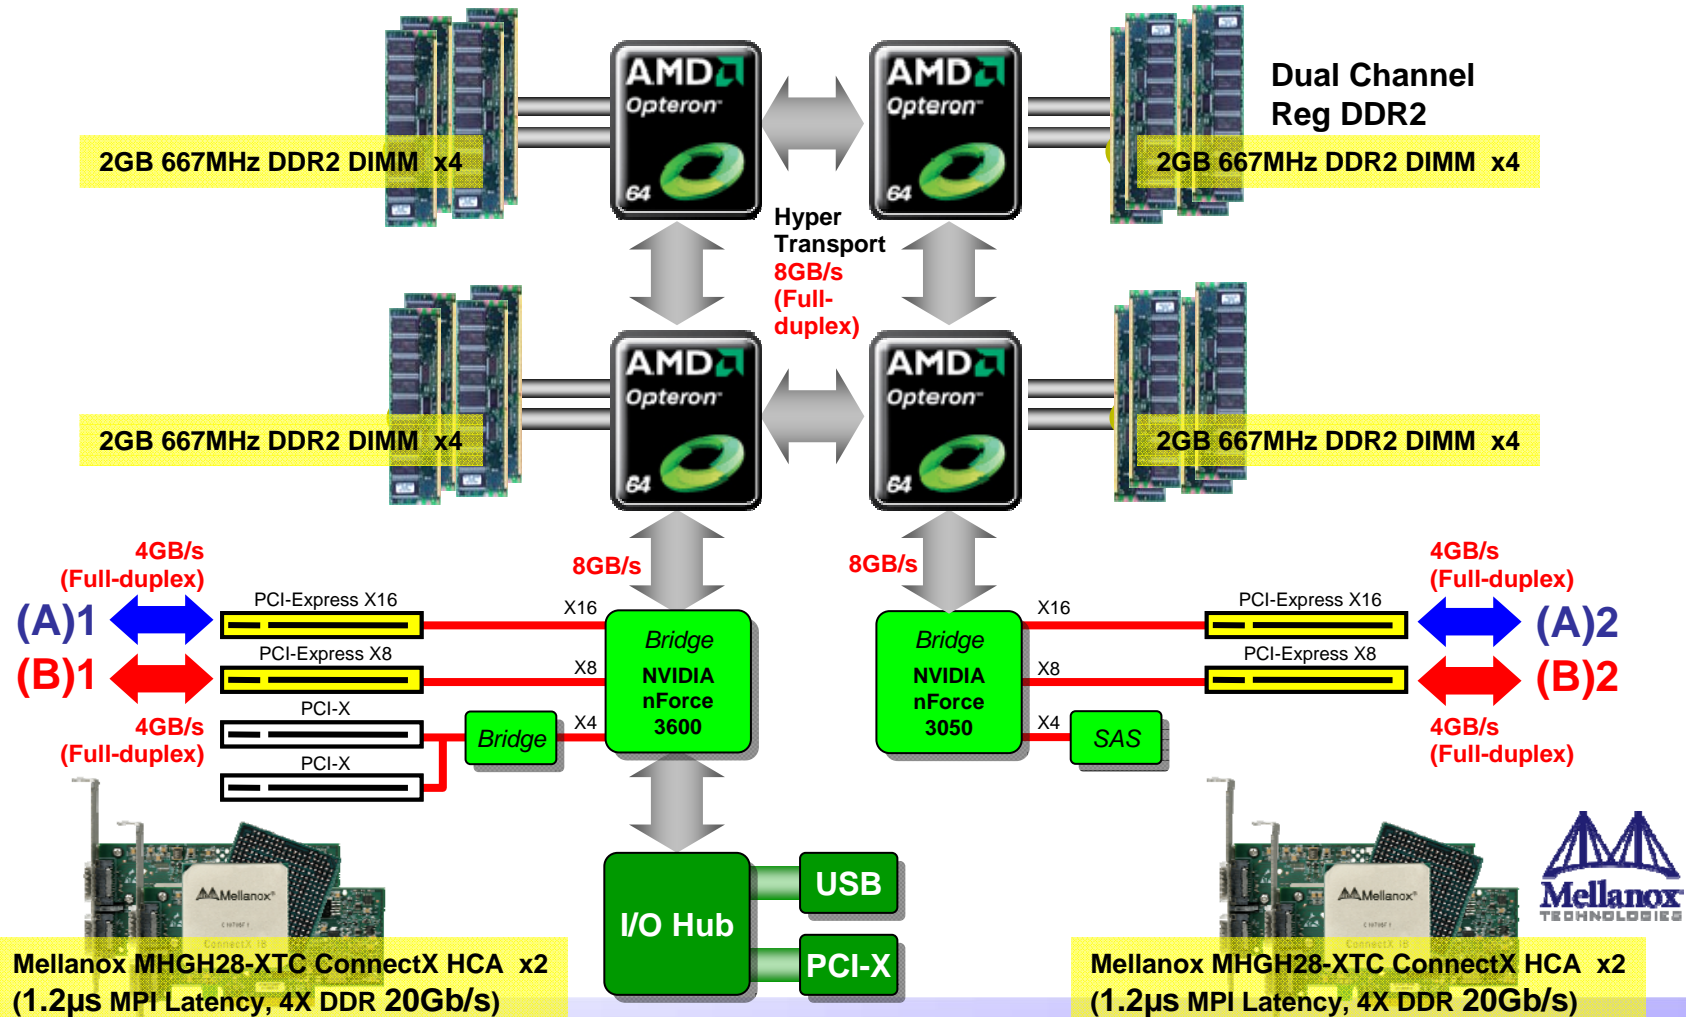 AMD
Opteron
64
AMD
Opteron
64
Dual Channel
Reg DDR2
2GB 667MHz DDR2 DIMM x4
2GB 667MHz DDR2 DIMM x4
Hyper
Transport
8GB/s
(Full-
duplex)
AMD
Opteron
64
AMD
Opteron
64
2GB 667MHz DDR2 DIMM x4
2GB 667MHz DDR2 DIMM x4
4GB/s
(Full-duplex)
8GB/s
8GB/s
4GB/s
(Full-duplex)
(A)1
PCI-Express X16
X16
Bridge
NVIDIA
nForce
3600
(B)1
PCI-Express X8
X8
4GB/s
(Full-duplex)
PCI-X
PCI-X
Bridge
X4
Bridge
NVIDIA
nForce
3050
X16
PCI-Express X16
(A)2
X8
PCI-Express X8
(B)2
X4
SAS
4GB/s
(Full-duplex)
I/O Hub
USB
PCI-X
Mellanox
ConnectX IB
Mellanox MHGH28-XTC ConnectX HCA x2
(1.2µs MPI Latency, 4X DDR 20Gb/s)
Mellanox
ConnectX IB
Mellanox
TECHNOLOGIES
Mellanox MHGH28-XTC ConnectX HCA x2
(1.2µs MPI Latency, 4X DDR 20Gb/s)